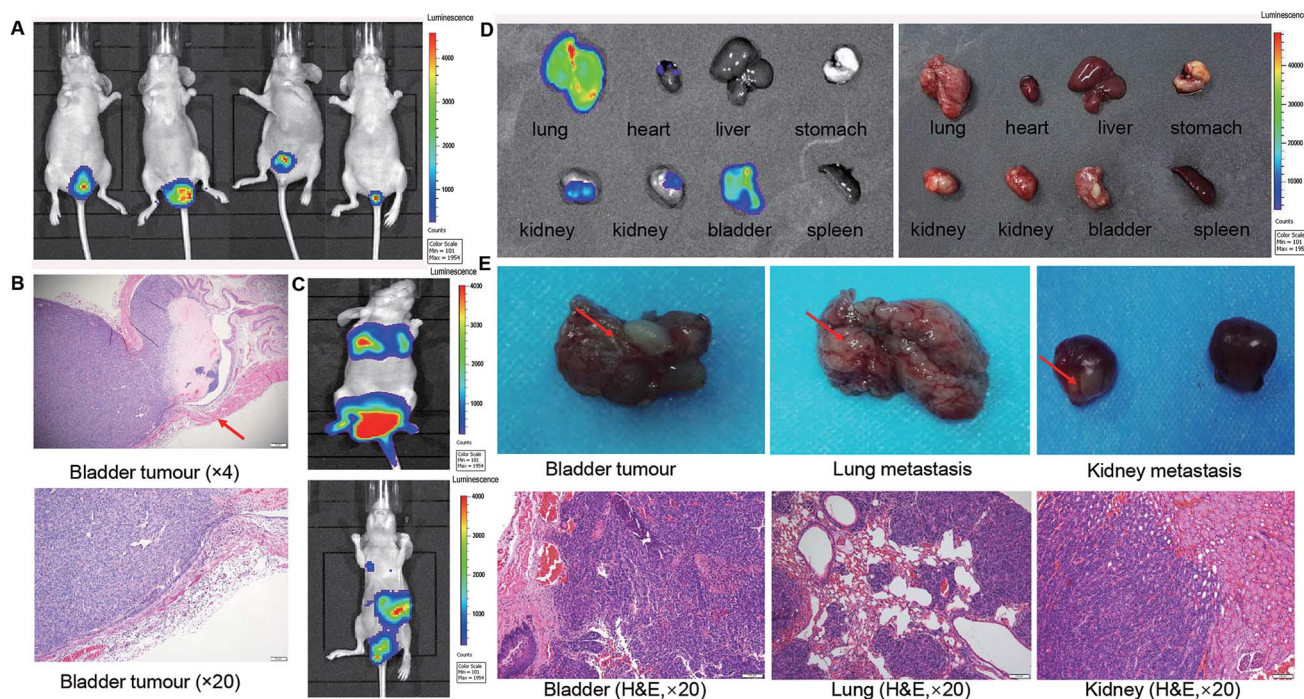 A
Luminescence
4000
3000
2000
1000
Counts
Color Scale
Min = 101
Max = 1954
B
Bladder tumour (×4)
Bladder tumour (×20)
C
Luminescence
4000
3000
2000
1000
Counts
Color Scale
Min = 101
Max = 1954
Luminescence
4000
3000
2000
1000
Counts
Color Scale
Min = 101
Max = 1954
D
lung heart liver stomach
kidney kidney bladder spleen
lung heart liver stomach
kidney kidney bladder spleen
Luminescence
40000
30000
20000
10000
Counts
Color Scale
Min = 101
E
Bladder tumour
Lung metastasis
Kidney metastasis
Bladder (H&E, ×20)
Lung (H&E, ×20)
Kidney (H&E, ×20)